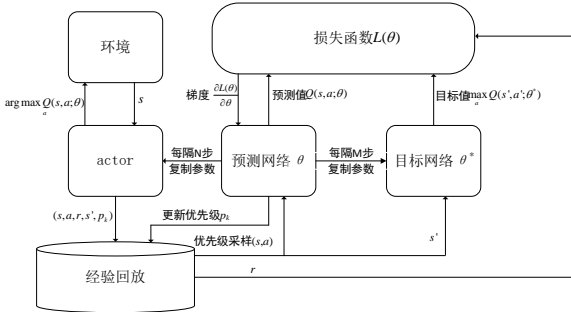 环境
损失函数L(θ)
arg max Q(s,a;θ)
a
s
梯度 ∂L(θ)/∂θ
预测值Q(s,a;θ)
目标值max Q(s',a';θ*)
a
actor
每隔N步
复制参数
预测网络 θ
每隔M步
复制参数
目标网络 θ*
(s,a,r,s',pk)
更新优先级pk
优先级采样(s,a)
s'
经验回放
r